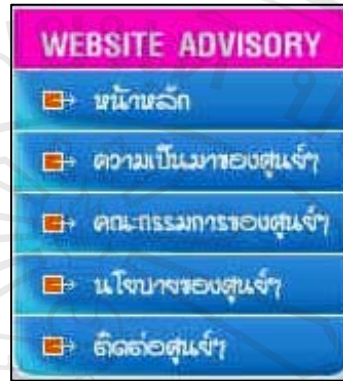 WEBSITE ADVISORY
หน้าหลัก
ความเป็นมาของศูนย์ฯ
คณะกรรมการของศูนย์ฯ
นโยบายของศูนย์ฯ
ติดต่อศูนย์ฯ